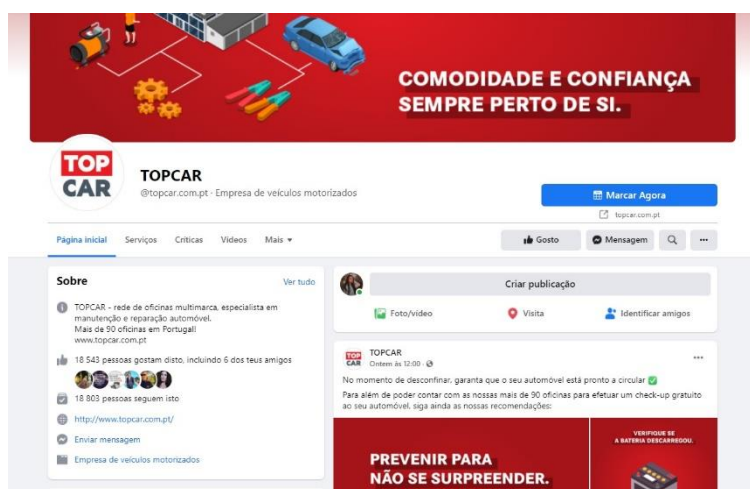 COMODIDADE E CONFIANÇA
SEMPRE PERTO DE SI.
TOP
CAR
TOPCAR
@topcar.com.pt · Empresa de veículos motorizados
Marcar Agora
topcar.com.pt
Página inicial Serviços Críticas Vídeos Mais
Gosto Mensagem
Sobre Ver tudo
TOPCAR - rede de oficinas multimarca, especialista em
manutenção e reparação automóvel.
Mais de 90 oficinas em Portugal!
www.topcar.com.pt
18 543 pessoas gostam disto, incluindo 6 dos teus amigos
18 803 pessoas seguem isto
http://www.topcar.com.pt/
Enviar mensagem
Empresa de veículos motorizados
Criar publicação
Foto/vídeo Visita Identificar amigos
TOP
CAR
TOPCAR
Ontem às 12:00 ·
No momento de desconfinar, garanta que o seu automóvel está pronto a circular
Para além de poder contar com as nossas mais de 90 oficinas para efetuar um check-up gratuito
ao seu automóvel, siga ainda as nossas recomendações:
PREVENIR PARA
NÃO SE SURPREENDER.
VERIFIQUE SE
A BATERIA DESCARREGOU.